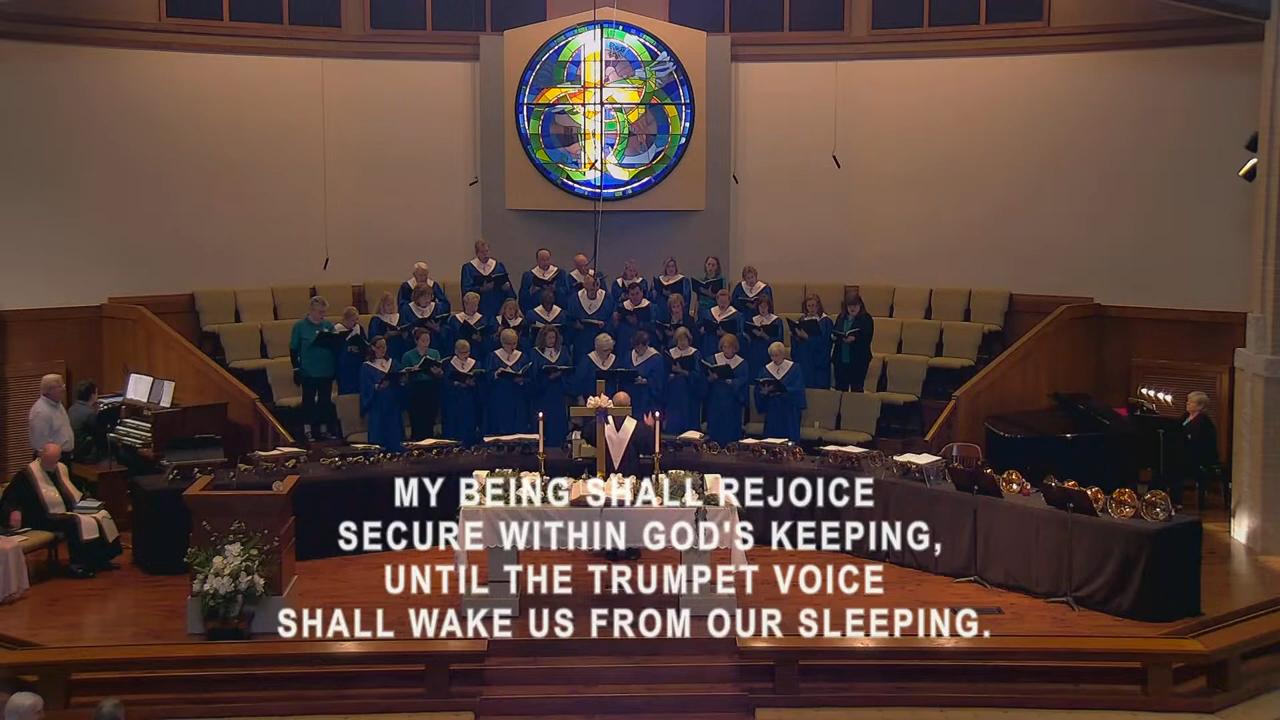 MY BEING SHALL REJOICE
SECURE WITHIN GOD'S KEEPING,
UNTIL THE TRUMPET VOICE
SHALL WAKE US FROM OUR SLEEPING.